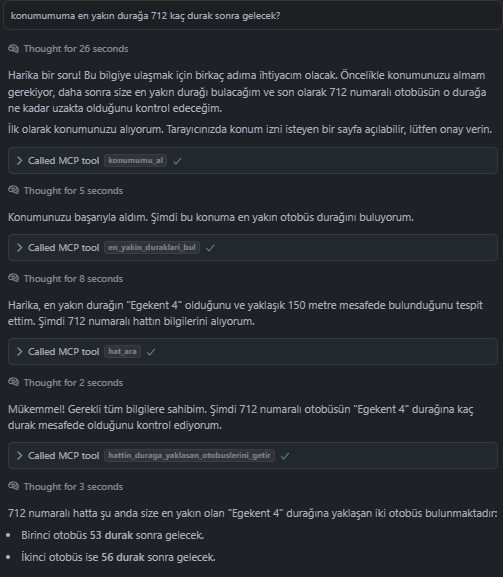 konumumuma en yakın durağa 712 kaç durak sonra gelecek?
Thought for 26 seconds
Harika bir soru! Bu bilgiye ulaşmak için birkaç adıma ihtiyacım olacak. Öncelikle konumunuzu almam
gerekiyor, daha sonra size en yakın durağı bulacağım ve son olarak 712 numaralı otobüsün o durağa
ne kadar uzakta olduğunu kontrol edeceğim.
İlk olarak konumunuzu alıyorum. Tarayıcınızda konum izni isteyen bir sayfa açılabilir, lütfen onay verin.
Called MCP tool konumumu_al
Thought for 5 seconds
Konumunuzu başarıyla aldım. Şimdi bu konuma en yakın otobüs durağını buluyorum.
Called MCP tool en_yakin_duraklari_bul
Thought for 8 seconds
Harika, en yakın durağın "Egekent 4" olduğunu ve yaklaşık 150 metre mesafede bulunduğunu tespit
ettim. Şimdi 712 numaralı hattın bilgilerini alıyorum.
Called MCP tool hat_ara
Thought for 2 seconds
Mükemmel! Gerekli tüm bilgilere sahibim. Şimdi 712 numaralı otobüsün "Egekent 4" durağına kaç
durak mesafede olduğunu kontrol ediyorum.
Called MCP tool hattin_duraga_yaklasan_otobuslerini_getir
Thought for 3 seconds
712 numaralı hatta şu anda size en yakın olan "Egekent 4" durağına yaklaşan iki otobüs bulunmaktadır:
• Birinci otobüs 53 durak sonra gelecek.
• İkinci otobüs ise 56 durak sonra gelecek.